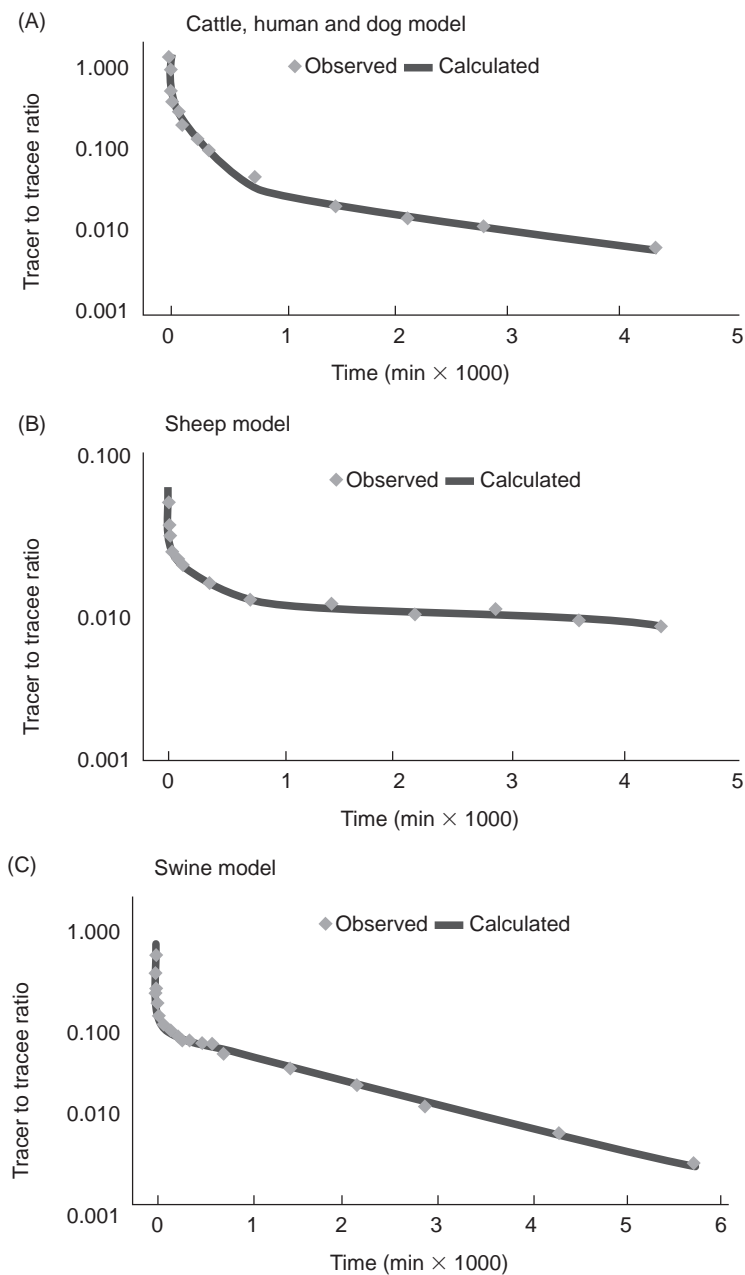 (A)
Cattle, human and dog model
Observed Calculated
Tracer to tracee ratio
1.000
0.100
0.010
0.001
0 1 2 3 4 5
Time (min × 1000)
(B)
Sheep model
Observed Calculated
Tracer to tracee ratio
0.100
0.010
0.001
0 1 2 3 4 5
Time (min × 1000)
(C)
Swine model
Observed Calculated
Tracer to tracee ratio
1.000
0.100
0.010
0.001
0 1 2 3 4 5 6
Time (min × 1000)